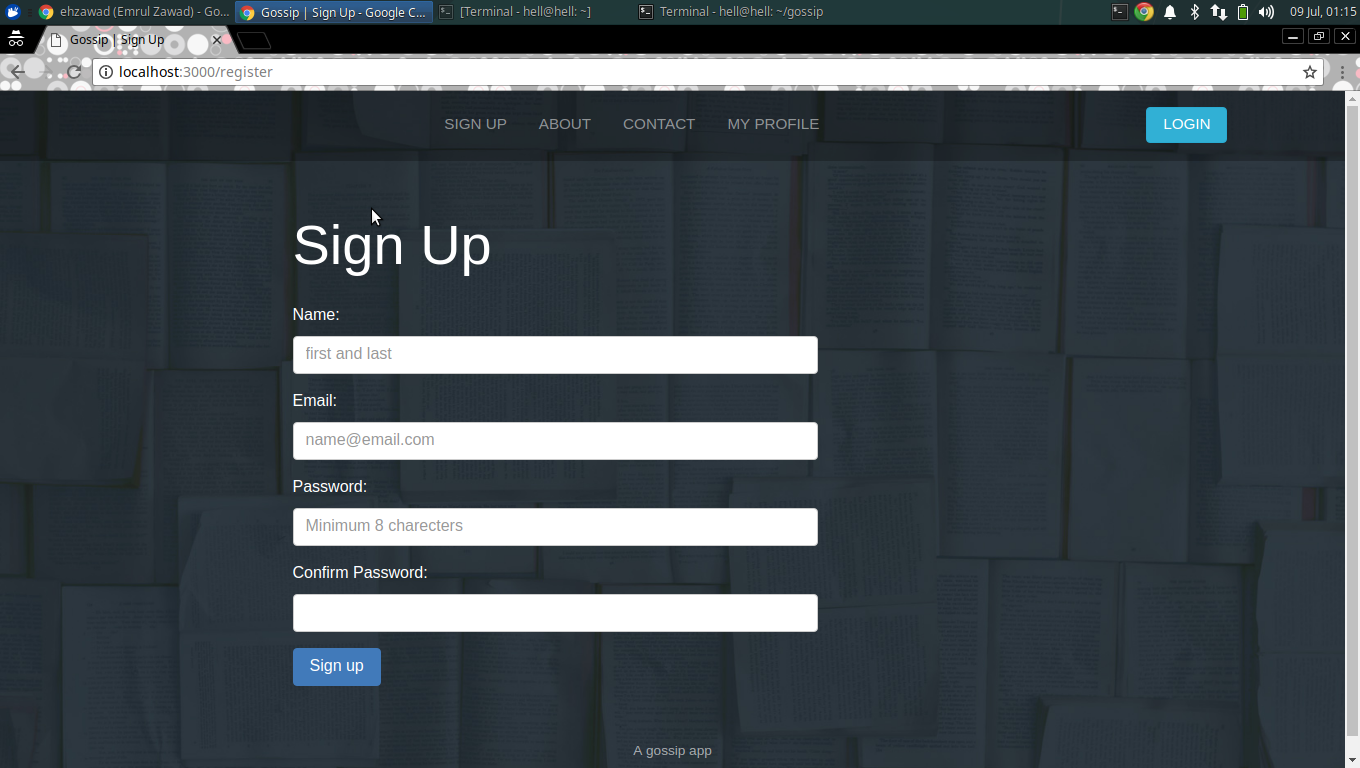 ehzawad (Emrul Zawad) - Go...
Gossip | Sign Up - Google C...
[Terminal - hell@hell: ~]
Terminal - hell@hell: ~/gossip
09 Jul, 01:15
Gossip | Sign Up
localhost:3000/register
SIGN UP
ABOUT
CONTACT
MY PROFILE
LOGIN
Sign Up
Name:
first and last
Email:
name@email.com
Password:
Minimum 8 charecters
Confirm Password:
Sign up
A gossip app